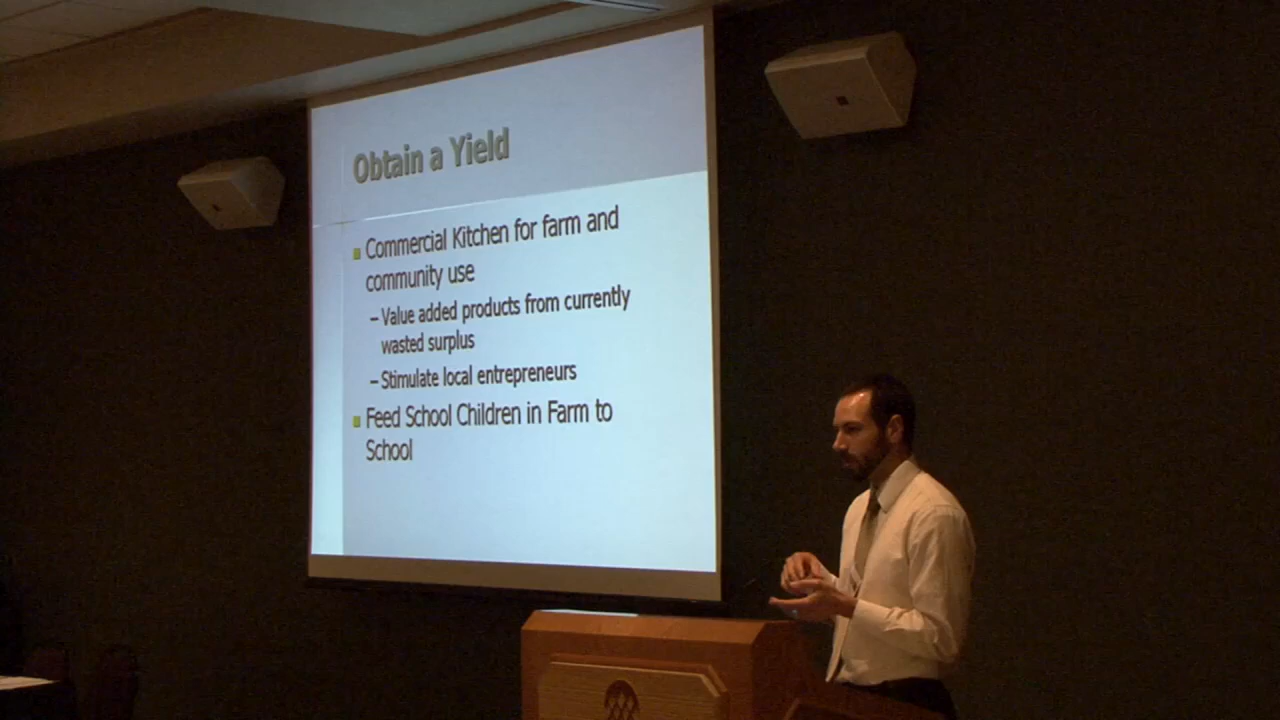 Obtain a Yield
Commercial Kitchen for farm and
community use
– Value added products from currently
wasted surplus
– Stimulate local entrepreneurs
Feed School Children in Farm to
School